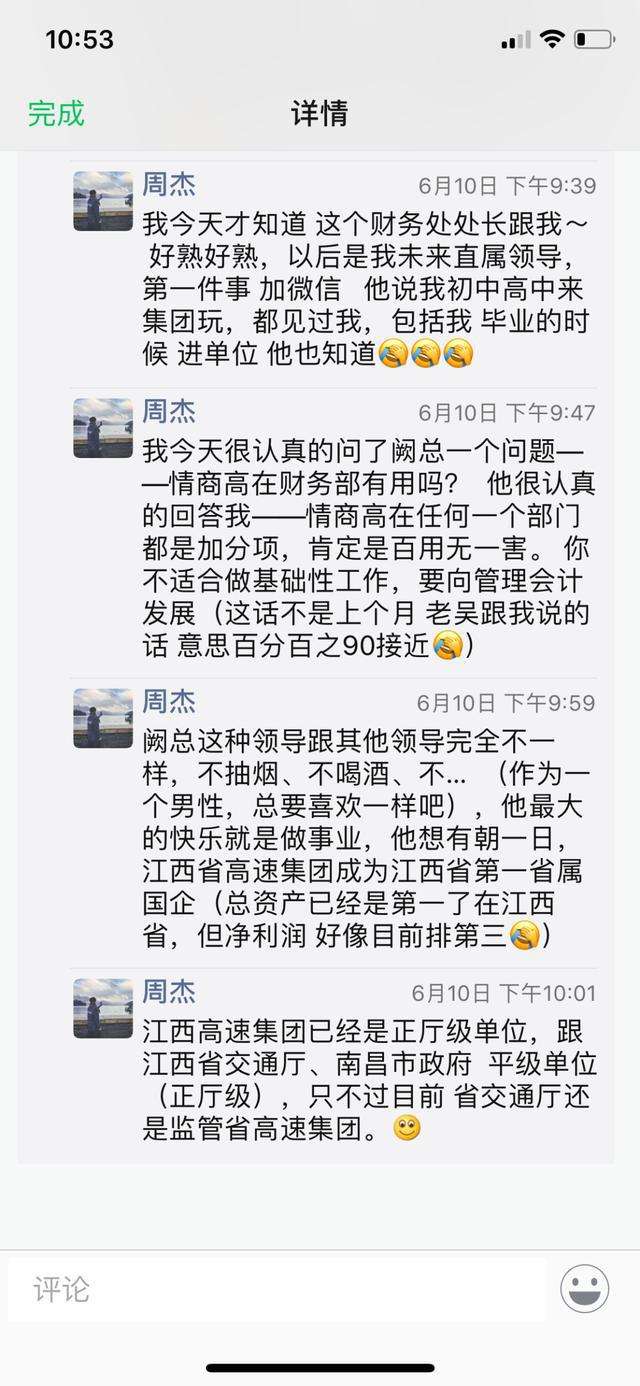 10:53
完成
详情
周杰
6月10日 下午9:39
我今天才知道 这个财务处处长跟我～
好熟好熟，以后是我未来直属领导，
第一件事 加微信 他说我初中高中来
集团玩，都见过我，包括我 毕业的时
候 进单位 他也知道🤣🤣🤣
周杰
6月10日 下午9:47
我今天很认真的问了阙总一个问题—
—情商高在财务部有用吗？ 他很认真
的回答我——情商高在任何一个部门
都是加分项，肯定是百用无一害。你
不适合做基础性工作，要向管理会计
发展（这话不是上个月 老吴跟我说的
话 意思百分百之90接近🤣）
周杰
6月10日 下午9:59
阙总这种领导跟其他领导完全不一
样，不抽烟、不喝酒、不...（作为一
个男性，总要喜欢一样吧），他最大
的快乐就是做事业，他想有朝一日，
江西省高速集团成为江西省第一省属
国企（总资产已经是第一了在江西
省，但净利润 好像目前排第三🤣）
周杰
6月10日 下午10:01
江西高速集团已经是正厅级单位，跟
江西省交通厅、南昌市政府 平级单位
（正厅级），只不过目前 省交通厅还
是监管省高速集团。🙂
评论